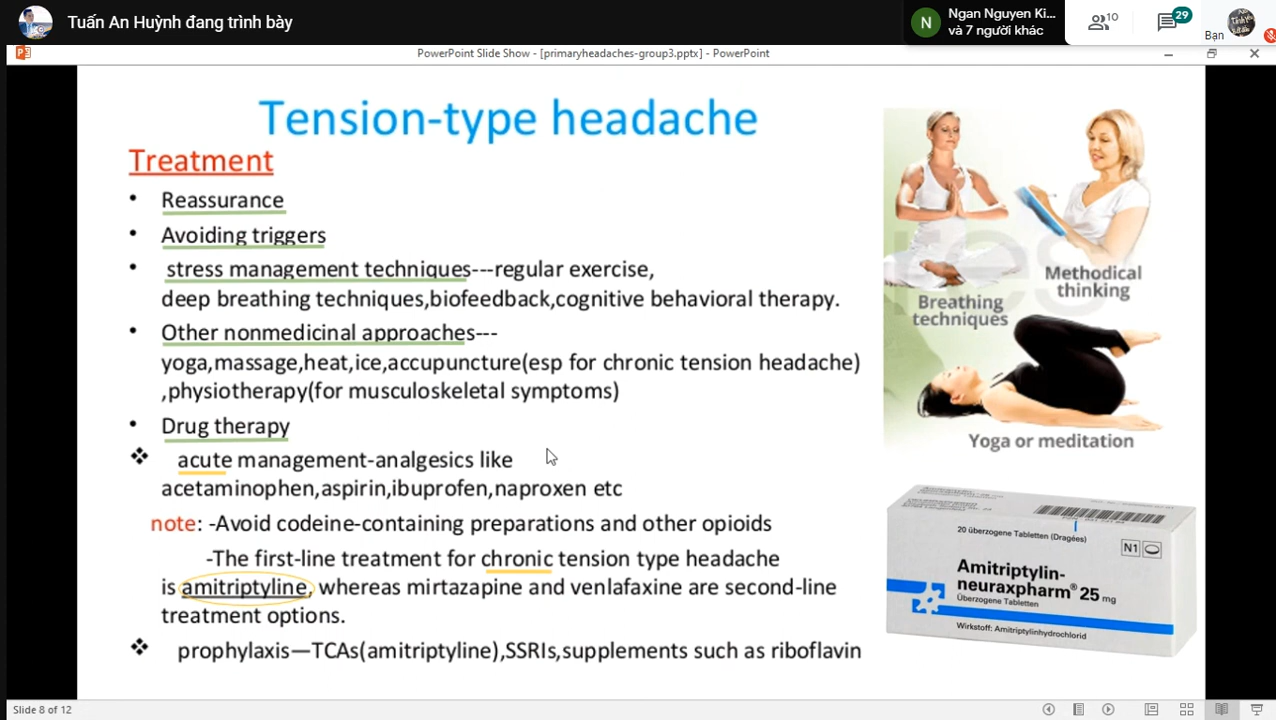 Tuấn An Huỳnh đang trình bày
N
Ngan Nguyen Ki...
và 7 người khác
10
29
Bạn
PowerPoint Slide Show - [primaryheadaches-group3.pptx] - PowerPoint
Tension-type headache
Treatment
• Reassurance
• Avoiding triggers
• stress management techniques---regular exercise,
deep breathing techniques,biofeedback,cognitive behavioral therapy.
• Other nonmedicinal approaches---
yoga,massage,heat,ice,accupuncture(esp for chronic tension headache)
,physiotherapy(for musculoskeletal symptoms)
• Drug therapy
❖ acute management-analgesics like
acetaminophen,aspirin,ibuprofen,naproxen etc
note: -Avoid codeine-containing preparations and other opioids
-The first-line treatment for chronic tension type headache
is amitriptyline, whereas mirtazapine and venlafaxine are second-line
treatment options.
❖ prophylaxis—TCAs(amitriptyline),SSRIs,supplements such as riboflavin
Methodical
thinking
Breathing
techniques
Yoga or meditation
20 überzogene Tabletten (Dragées)
N1
Amitriptylin-
neuraxpharm® 25 mg
Überzogene Tabletten
Wirkstoff: Amitriptylinhydrochlorid
Slide 8 of 12